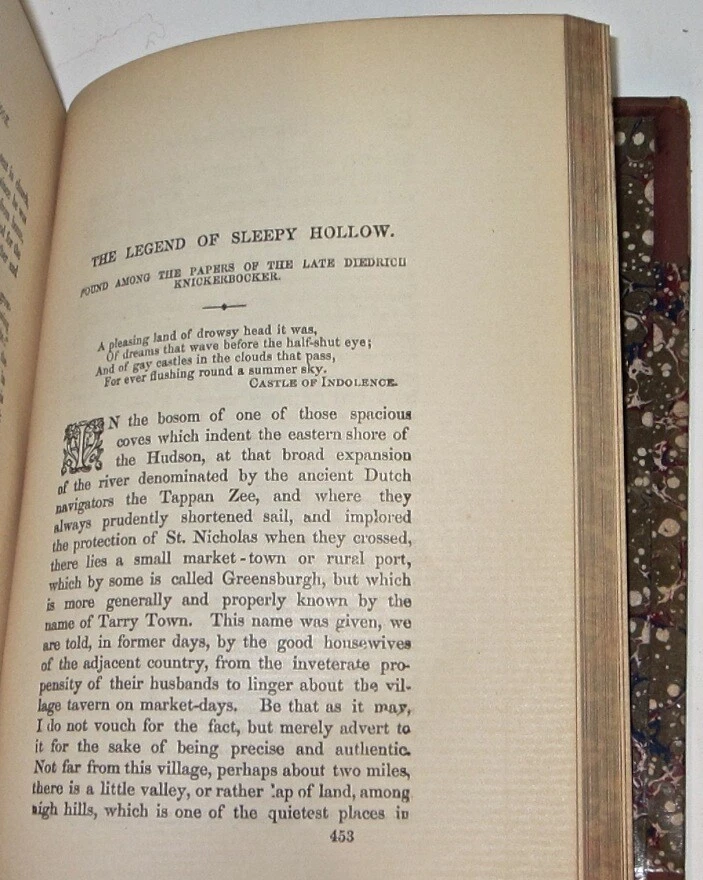 THE LEGEND OF SLEEPY HOLLOW.
FOUND AMONG THE PAPERS OF THE LATE DIEDRICH
KNICKERBOCKER.
A pleasing land of drowsy head it was,
Of dreams that wave before the half-shut eye;
And of gay castles in the clouds that pass,
For ever flushing round a summer sky.
CASTLE OF INDOLENCE.
IN the bosom of one of those spacious
coves which indent the eastern shore of
the Hudson, at that broad expansion
of the river denominated by the ancient Dutch
navigators the Tappan Zee, and where they
always prudently shortened sail, and implored
the protection of St. Nicholas when they crossed,
there lies a small market-town or rural port,
which by some is called Greensburgh, but which
is more generally and properly known by the
name of Tarry Town. This name was given, we
are told, in former days, by the good housewives
of the adjacent country, from the inveterate pro-
pensity of their husbands to linger about the vil-
lage tavern on market-days. Be that as it may,
I do not vouch for the fact, but merely advert to
it for the sake of being precise and authentic.
Not far from this village, perhaps about two miles,
there is a little valley, or rather lap of land, among
high hills, which is one of the quietest places in
453